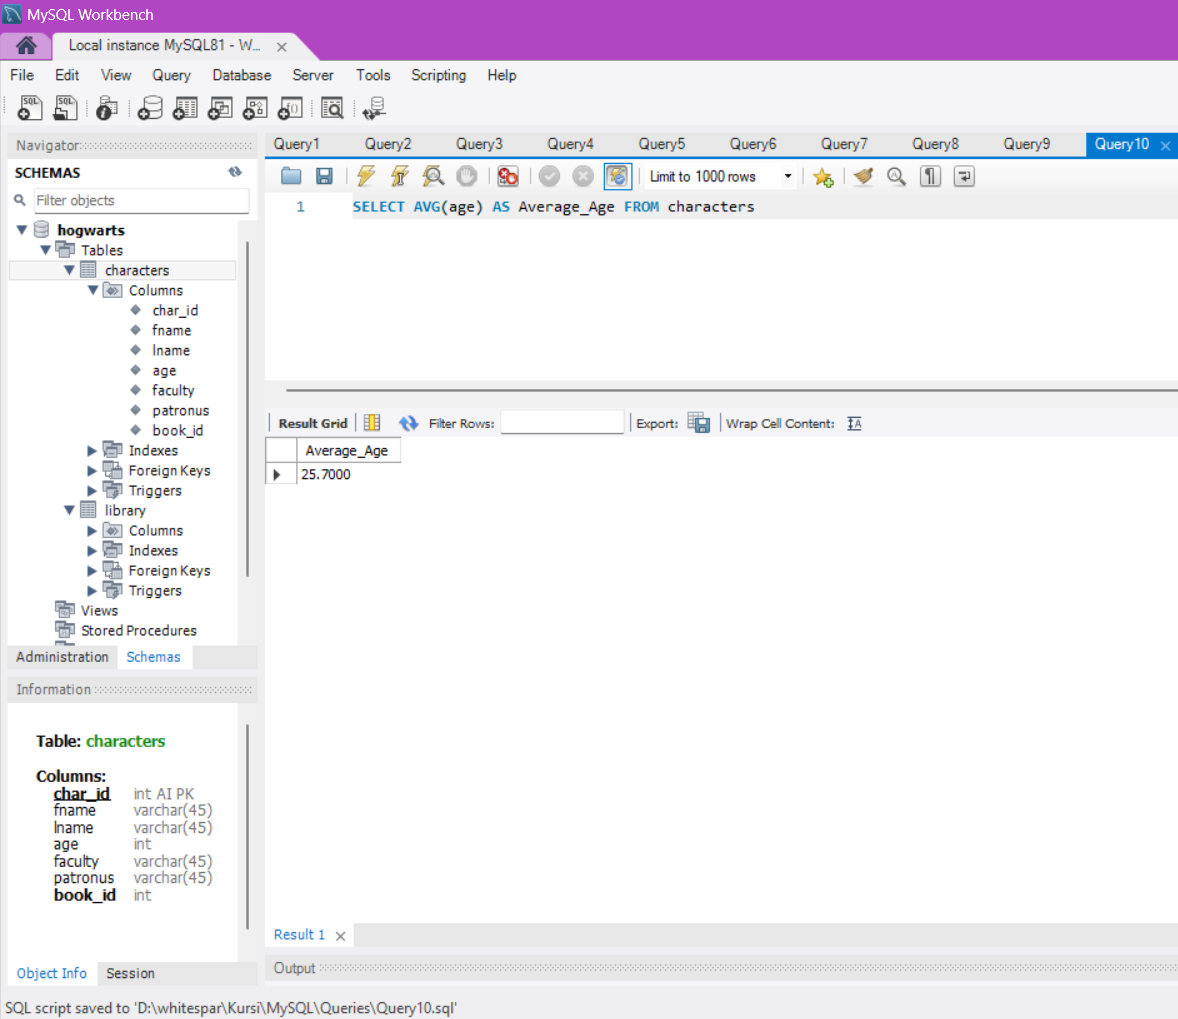 MySQL Workbench
Local instance MySQL81 - W...
File Edit View Query Database Server Tools Scripting Help
Navigator
SCHEMAS
Filter objects
hogwarts
Tables
characters
Columns
char_id
fname
lname
age
faculty
patronus
book_id
Indexes
Foreign Keys
Triggers
library
Columns
Indexes
Foreign Keys
Triggers
Views
Stored Procedures
Administration Schemas
Information
Table: characters
Columns:
char_id int AI PK
fname varchar(45)
lname varchar(45)
age int
faculty varchar(45)
patronus varchar(45)
book_id int
Object Info Session
Query1 Query2 Query3 Query4 Query5 Query6 Query7 Query8 Query9 Query10
Limit to 1000 rows
1 SELECT AVG(age) AS Average_Age FROM characters
Result Grid Filter Rows: Export: Wrap Cell Content:
Average_Age
25.7000
Result 1
Output
SQL script saved to 'D:\whitespar\Kursi\MySQL\Queries\Query10.sql'